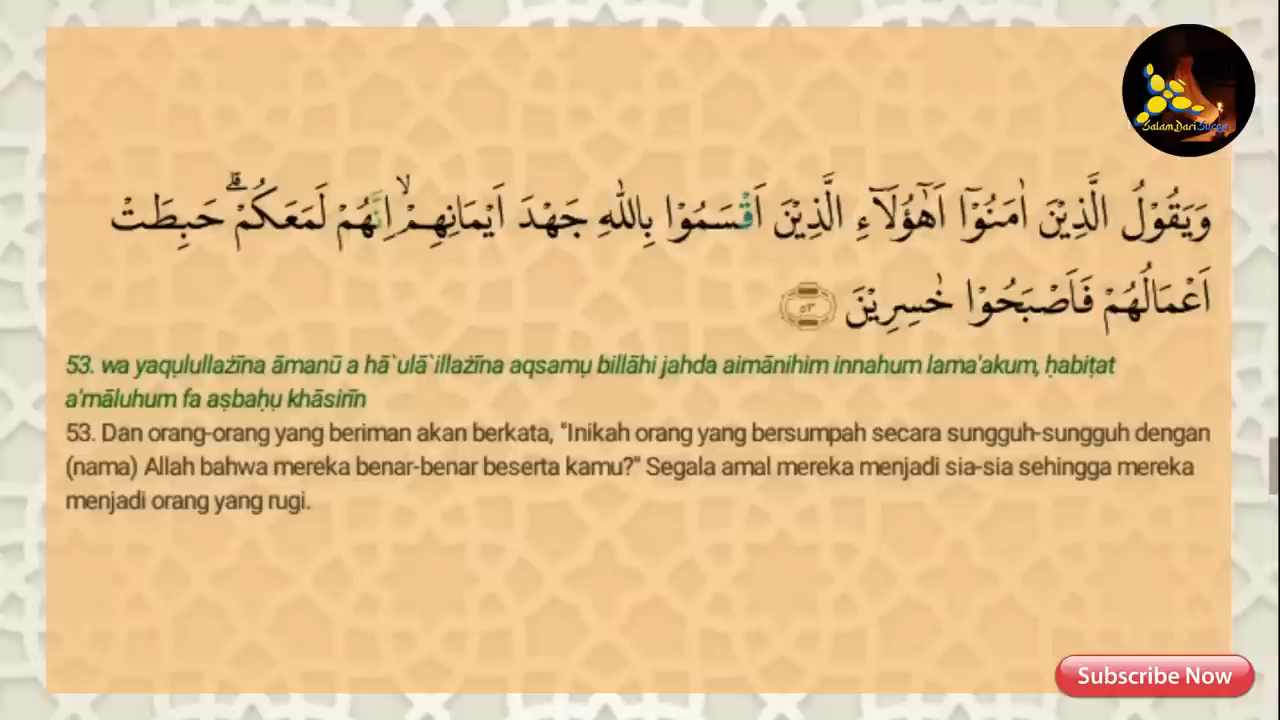 SalamDariSurga
وَيَقُوْلُ الَّذِيْنَ اٰمَنُوْٓا اَهٰٓؤُلَاۤءِ الَّذِيْنَ اَقْسَمُوْا بِاللّٰهِ جَهْدَ اَيْمَانِهِمْۙ اِنَّهُمْ لَمَعَكُمْۗ حَبِطَتْ
اَعْمَالُهُمْ فَاَصْبَحُوْا خٰسِرِيْنَ ٥٣
53. wa yaqụlullażīna āmanū a hā`ulā`illażīna aqsamụ billāhi jahda aimānihim innahum lama'akum, ḥabiṭat
a'māluhum fa aṣbaḥụ khāsirīn
53. Dan orang-orang yang beriman akan berkata, "Inikah orang yang bersumpah secara sungguh-sungguh dengan
(nama) Allah bahwa mereka benar-benar beserta kamu?" Segala amal mereka menjadi sia-sia sehingga mereka
menjadi orang yang rugi.
Subscribe Now